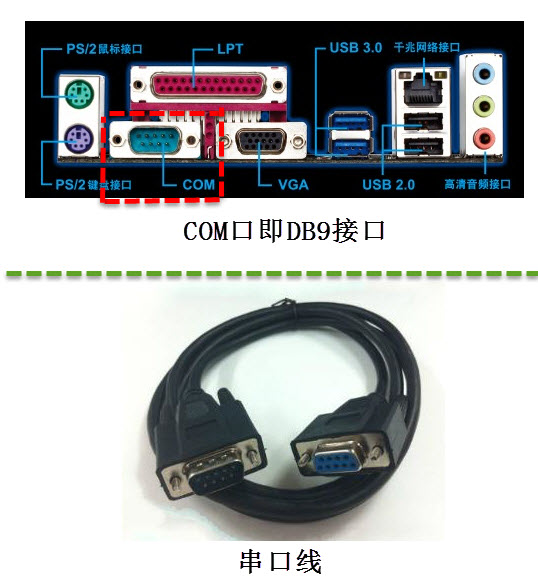 PS/2鼠标接口
LPT
USB 3.0
千兆网络接口
PS/2键盘接口
COM
VGA
USB 2.0
高清音频接口
COM口即DB9接口
串口线